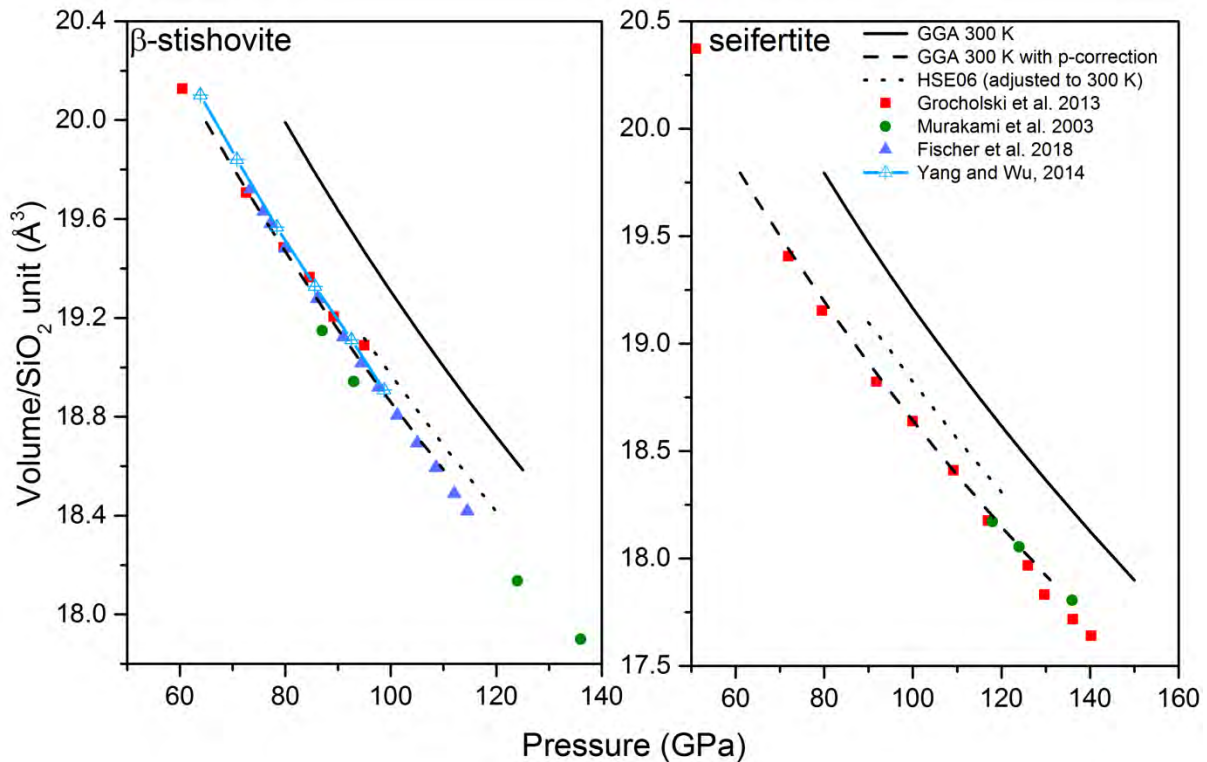 β-stishovite
seifertite
GGA 300 K
GGA 300 K with p-correction
HSE06 (adjusted to 300 K)
Grocholski et al. 2013
Murakami et al. 2003
Fischer et al. 2018
Yang and Wu, 2014
Volume/SiO₂ unit (Å³)
20.4
20.0
19.6
19.2
18.8
18.4
18.0
60 80 100 120 140
20.5
20.0
19.5
19.0
18.5
18.0
17.5
60 80 100 120 140 160
Pressure (GPa)